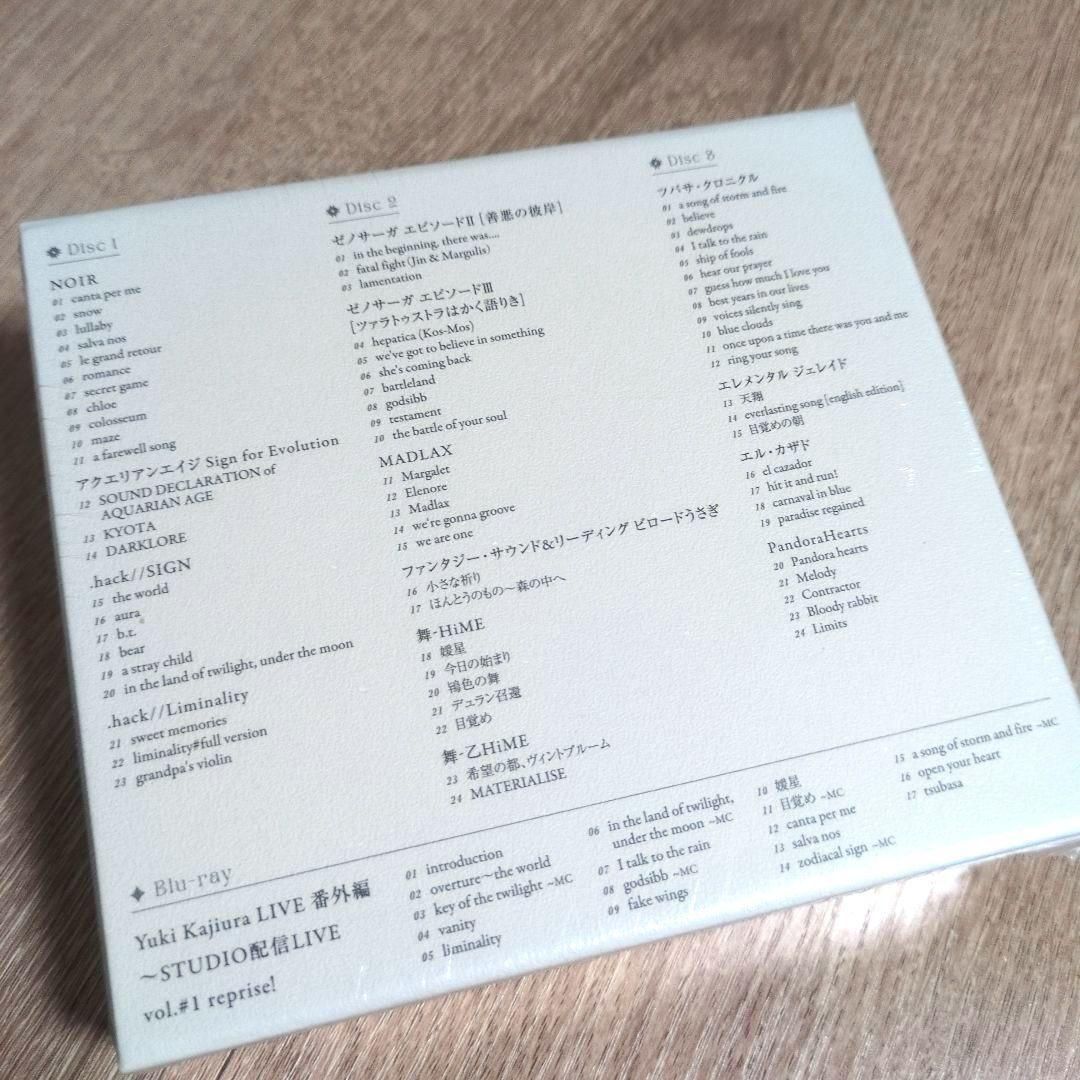 Disc 1
NOIR
01 canta per me
02 snow
03 lullaby
04 salva nos
05 le grand retour
06 romance
07 secret game
08 chloe
09 colosseum
10 maze
11 a farewell song
アクエリアンエイジ Sign for Evolution
12 SOUND DECLARATION of
AQUARIAN AGE
13 KYOTA
14 DARKLORE
.hack//SIGN
15 the world
16 aura
17 b.t.
18 bear
19 a stray child
20 in the land of twilight, under the moon
.hack//Liminality
21 sweet memories
22 liminality#full version
23 grandpa's violin
Disc 2
ゼノサーガ エピソードII [善悪の彼岸]
01 in the beginning, there was....
02 fatal fight (Jin & Margulis)
03 lamentation
ゼノサーガ エピソードIII
[ツァラトゥストラはかく語りき]
04 hepatica (Kos-Mos)
05 we've got to believe in something
06 she's coming back
07 battleland
08 godsibb
09 testament
10 the battle of your soul
MADLAX
11 Margalet
12 Elenore
13 Madlax
14 we're gonna groove
15 we are one
ファンタジー・サウンド&リーディング ビロードうさぎ
16 小さな祈り
17 ほんとうのもの〜森の中へ
舞-HiME
18 媛星
19 今日の始まり
20 鴇色の舞
21 デュラン召還
22 目覚め
舞-乙HiME
23 希望の都、ヴィントブルーム
24 MATERIALISE
Disc 3
ツバサ・クロニクル
01 a song of storm and fire
02 believe
03 dewdrops
04 I talk to the rain
05 ship of fools
06 hear our prayer
07 guess how much I love you
08 best years in our lives
09 voices silently sing
10 blue clouds
11 once upon a time there was you and me
12 ring your song
エレメンタル ジェレイド
13 天翔
14 everlasting song [english edition]
15 目覚めの朝
エル・カザド
16 el cazador
17 hit it and run!
18 carnaval in blue
19 paradise regained
PandoraHearts
20 Pandora hearts
21 Melody
22 Contractor
23 Bloody rabbit
24 Limits
Blu-ray
Yuki Kajiura LIVE 番外編
〜STUDIO配信LIVE
vol.#1 reprise!
01 introduction
02 overture〜the world
03 key of the twilight ~MC
04 vanity
05 liminality
06 in the land of twilight,
under the moon ~MC
07 I talk to the rain
08 godsibb ~MC
09 fake wings
10 媛星
11 目覚め ~MC
12 canta per me
13 salva nos
14 zodiacal sign ~MC
15 a song of storm and fire ~MC
16 open your heart
17 tsubasa